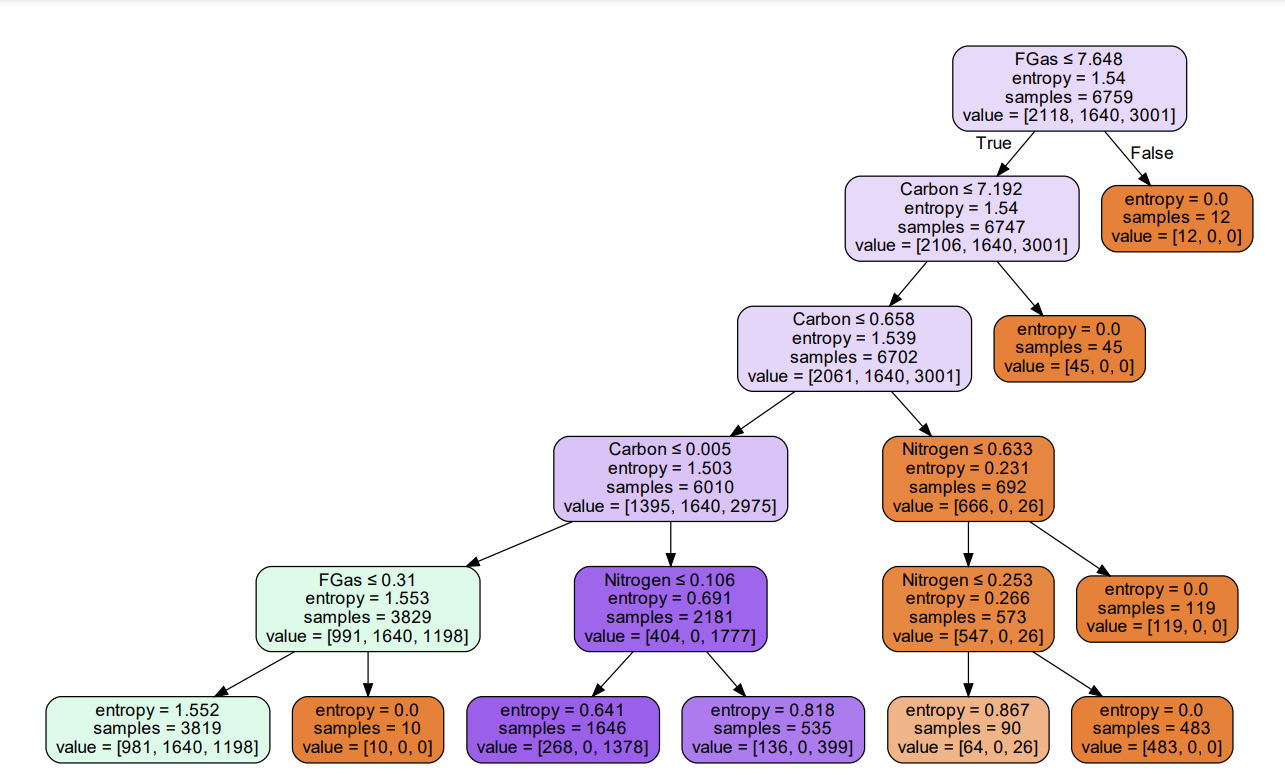 FGas ≤ 7.648
entropy = 1.54
samples = 6759
value = [2118, 1640, 3001]
True
False
Carbon ≤ 7.192
entropy = 1.54
samples = 6747
value = [2106, 1640, 3001]
entropy = 0.0
samples = 12
value = [12, 0, 0]
Carbon ≤ 0.658
entropy = 1.539
samples = 6702
value = [2061, 1640, 3001]
entropy = 0.0
samples = 45
value = [45, 0, 0]
Carbon ≤ 0.005
entropy = 1.503
samples = 6010
value = [1395, 1640, 2975]
Nitrogen ≤ 0.633
entropy = 0.231
samples = 692
value = [666, 0, 26]
FGas ≤ 0.31
entropy = 1.553
samples = 3829
value = [991, 1640, 1198]
Nitrogen ≤ 0.106
entropy = 0.691
samples = 2181
value = [404, 0, 1777]
Nitrogen ≤ 0.253
entropy = 0.266
samples = 573
value = [547, 0, 26]
entropy = 0.0
samples = 119
value = [119, 0, 0]
entropy = 1.552
samples = 3819
value = [981, 1640, 1198]
entropy = 0.0
samples = 10
value = [10, 0, 0]
entropy = 0.641
samples = 1646
value = [268, 0, 1378]
entropy = 0.818
samples = 535
value = [136, 0, 399]
entropy = 0.867
samples = 90
value = [64, 0, 26]
entropy = 0.0
samples = 483
value = [483, 0, 0]